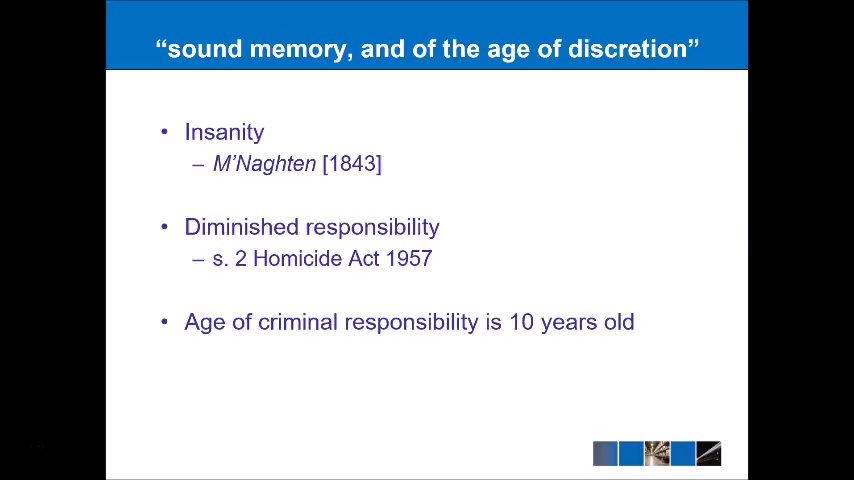 “sound memory, and of the age of discretion”
• Insanity
– M’Naghten [1843]
• Diminished responsibility
– s. 2 Homicide Act 1957
• Age of criminal responsibility is 10 years old